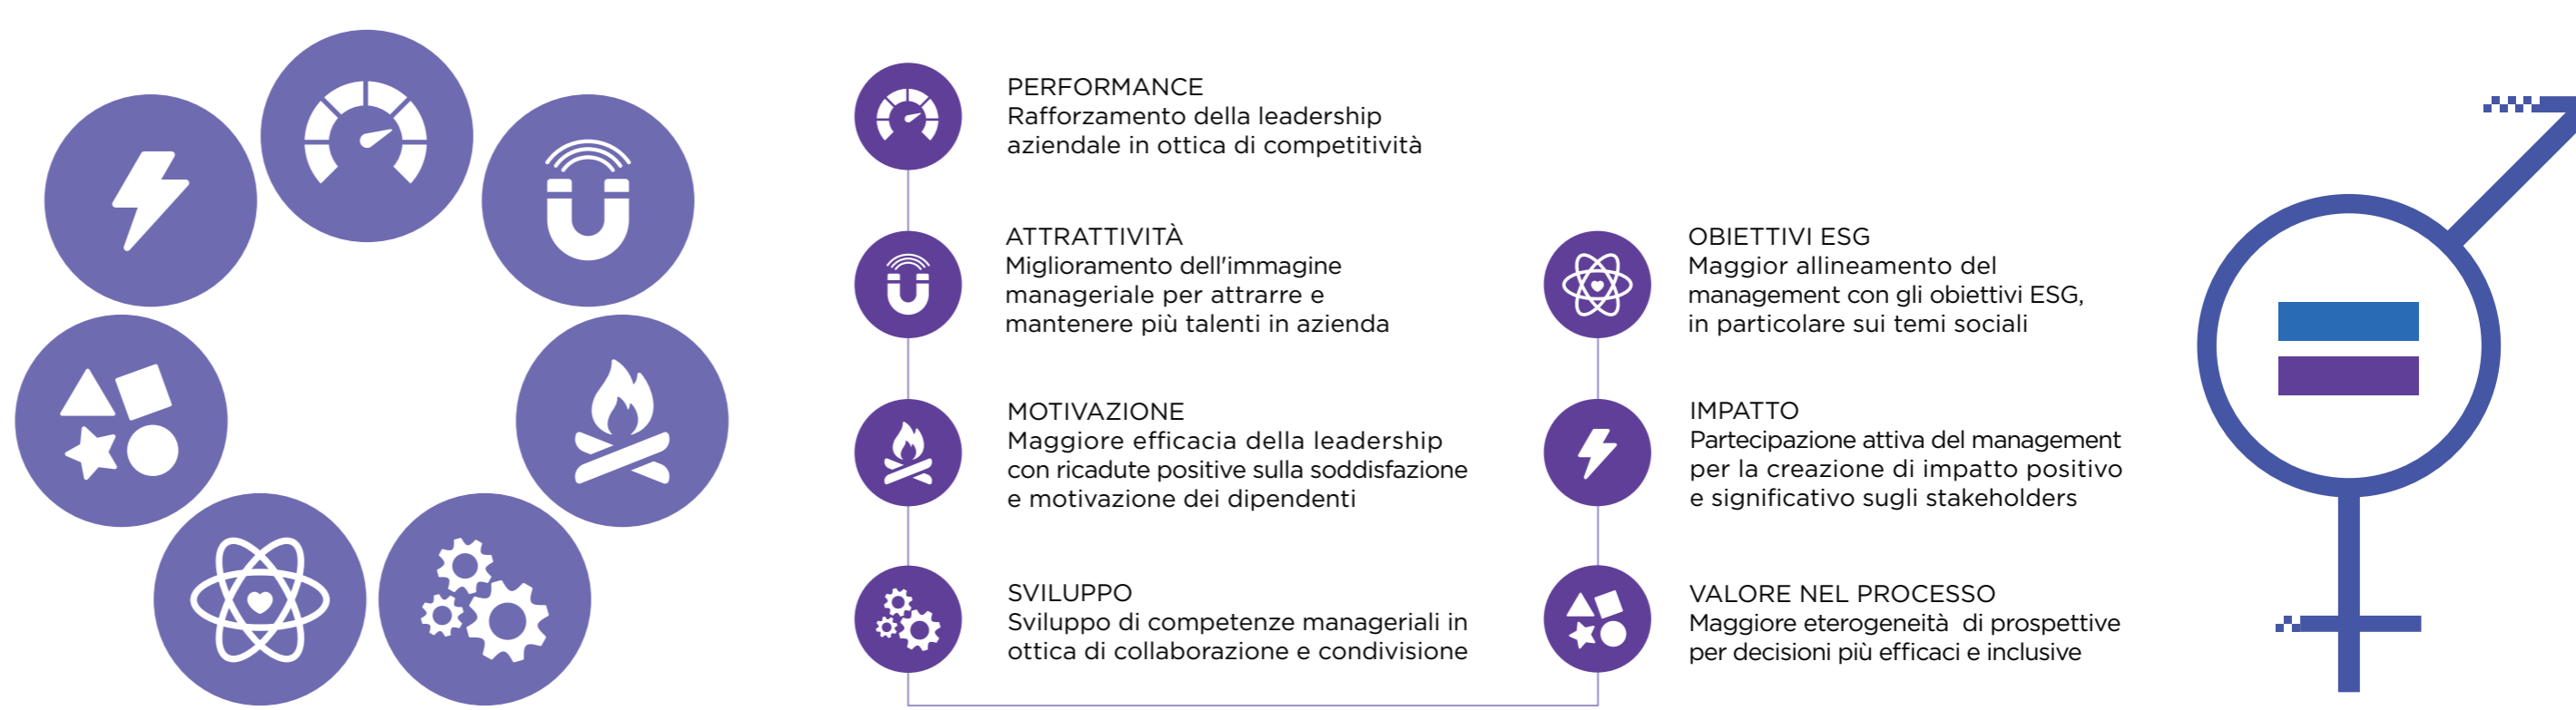 PERFORMANCE
Rafforzamento della leadership
aziendale in ottica di competitività
ATTRATTIVITÀ
Miglioramento dell'immagine
manageriale per attrarre e
mantenere più talenti in azienda
MOTIVAZIONE
Maggiore efficacia della leadership
con ricadute positive sulla soddisfazione
e motivazione dei dipendenti
SVILUPPO
Sviluppo di competenze manageriali in
ottica di collaborazione e condivisione
OBIETTIVI ESG
Maggior allineamento del
management con gli obiettivi ESG,
in particolare sui temi sociali
IMPATTO
Partecipazione attiva del management
per la creazione di impatto positivo
e significativo sugli stakeholders
VALORE NEL PROCESSO
Maggiore eterogeneità  di prospettive
per decisioni più efficaci e inclusive